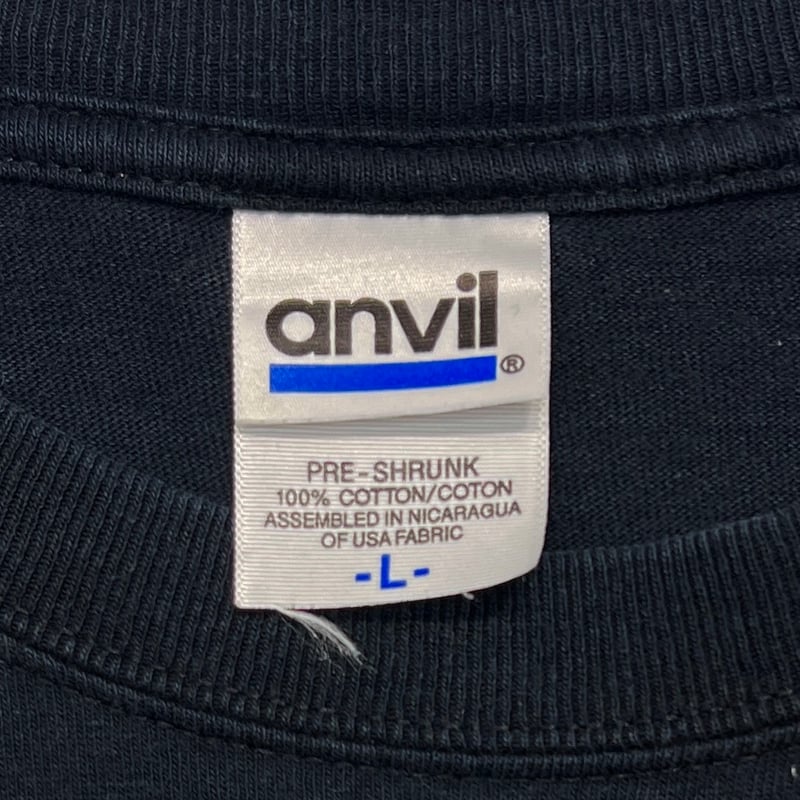 anvil®
PRE-SHRUNK
100% COTTON/COTON
ASSEMBLED IN NICARAGUA
OF USA FABRIC
-L-